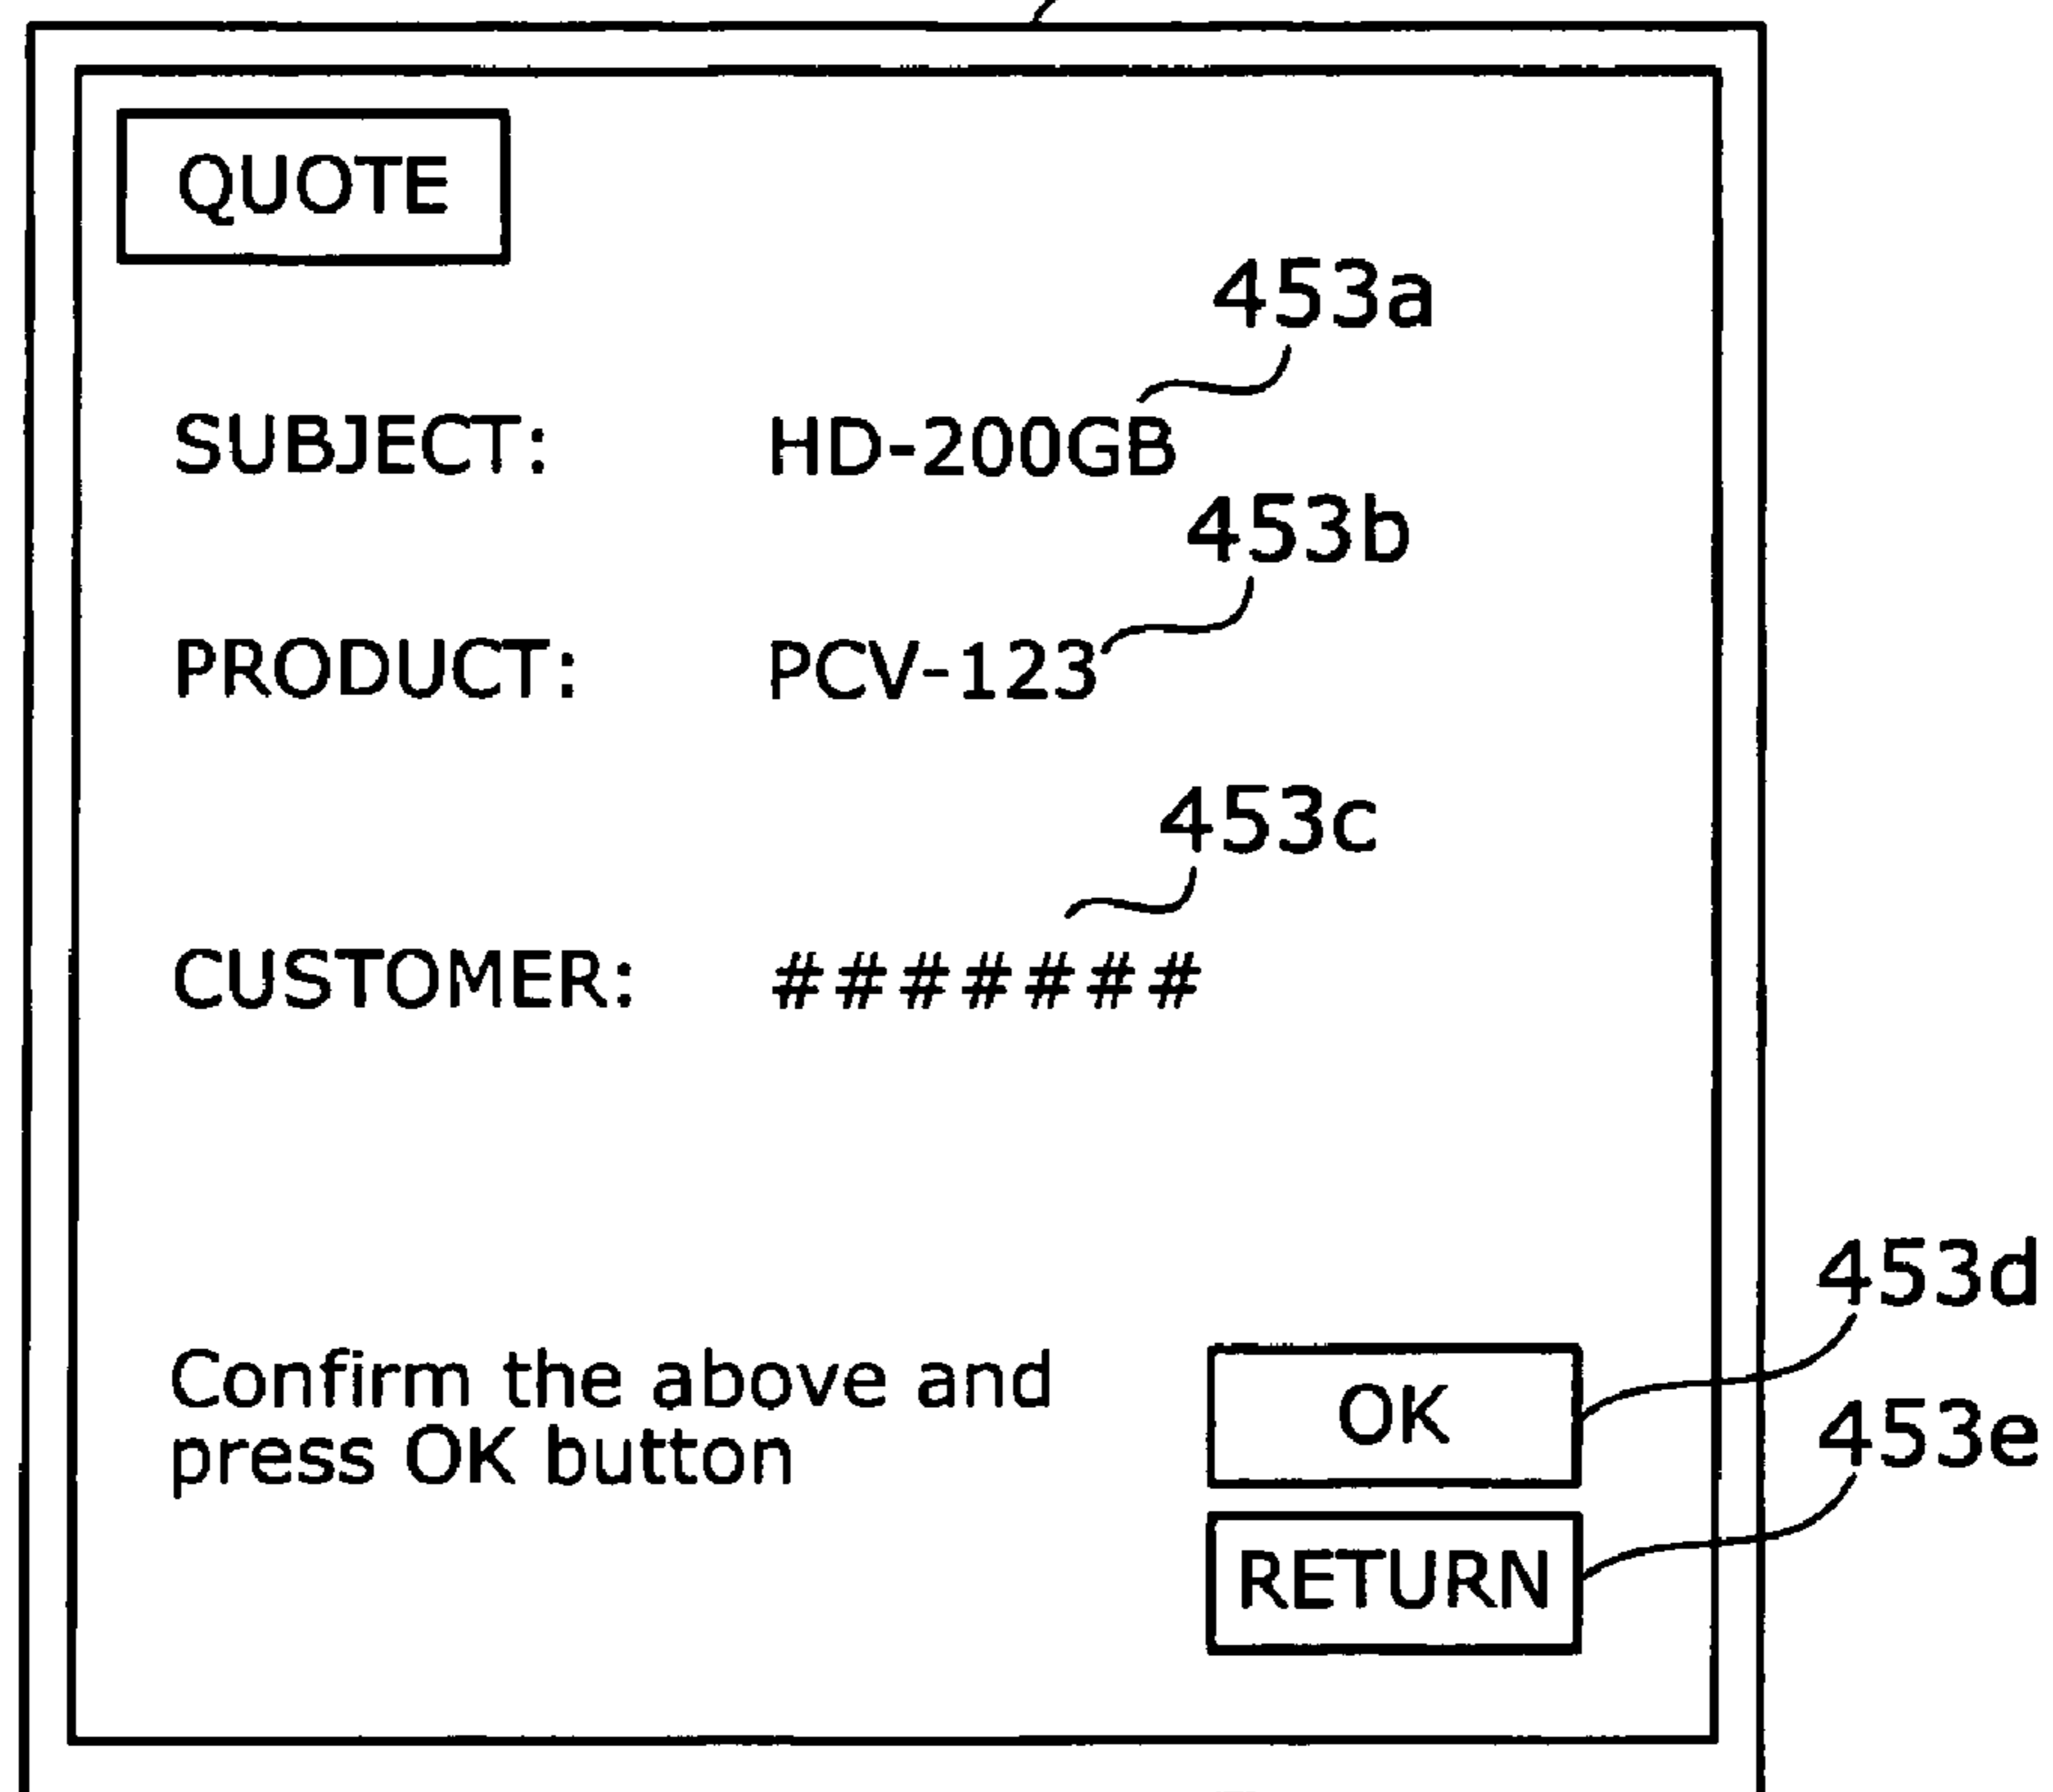 QUOTE
453a
SUBJECT: HD-200GB
453b
PRODUCT: PCV-123
453c
CUSTOMER: #######
453d
Confirm the above and
press OK button
OK
453e
RETURN